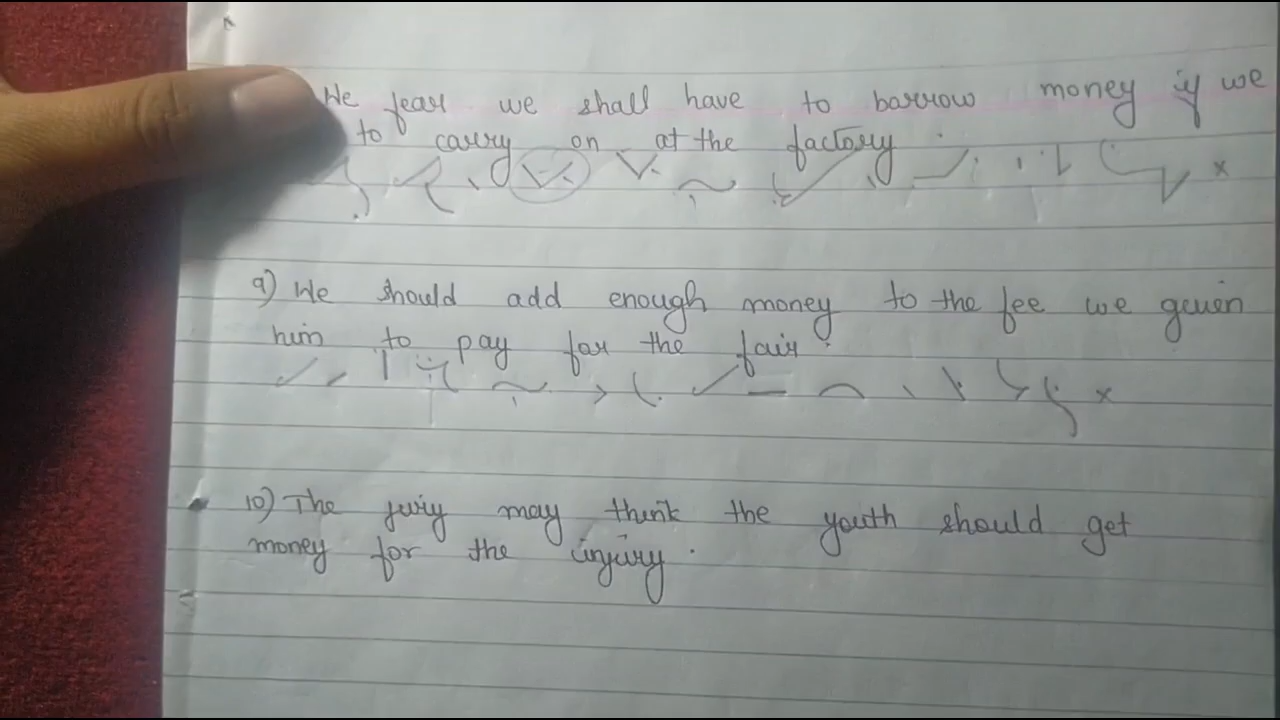 We fear we shall have to borrow money if we
to carry on at the factory.
9) We should add enough money to the fee we given
him to pay for the fair.
10) The jury may think the youth should get
money for the injury.